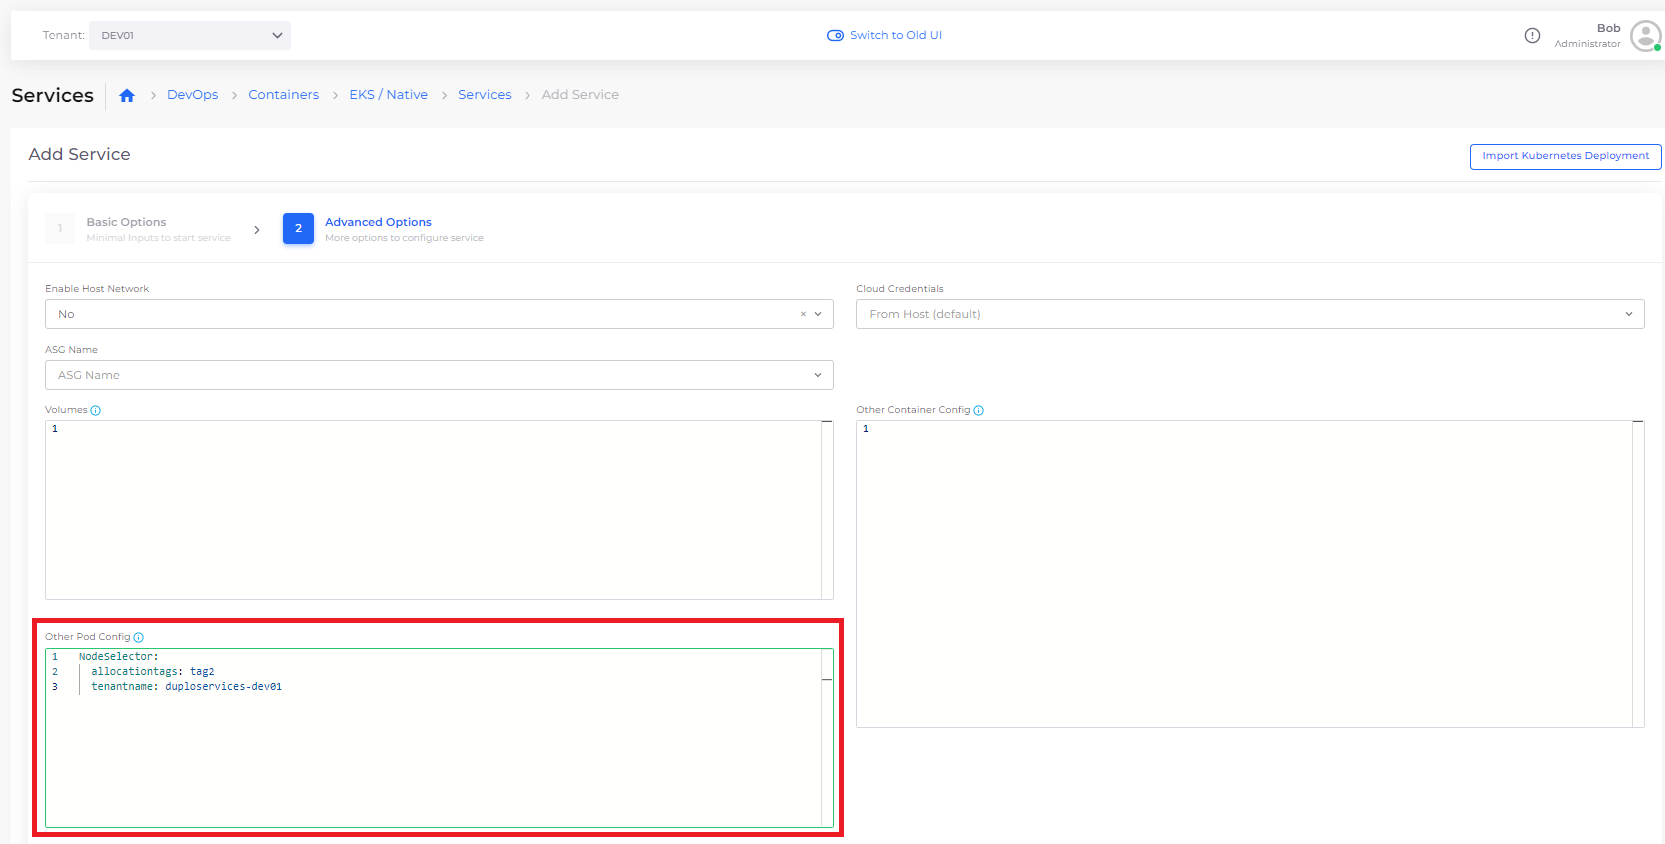 Tenant: DEV01
Switch to Old UI
Bob
Administrator
Services > DevOps > Containers > EKS / Native > Services > Add Service
Add Service
Import Kubernetes Deployment
1
Basic Options
Minimal Inputs to start service
2
Advanced Options
More options to configure service
Enable Host Network
No
Cloud Credentials
From Host (default)
ASG Name
ASG Name
Volumes
1
Other Container Config
1
Other Pod Config
1 NodeSelector:
2 allocationtags: tag2
3 tenantname: duploservices-dev01